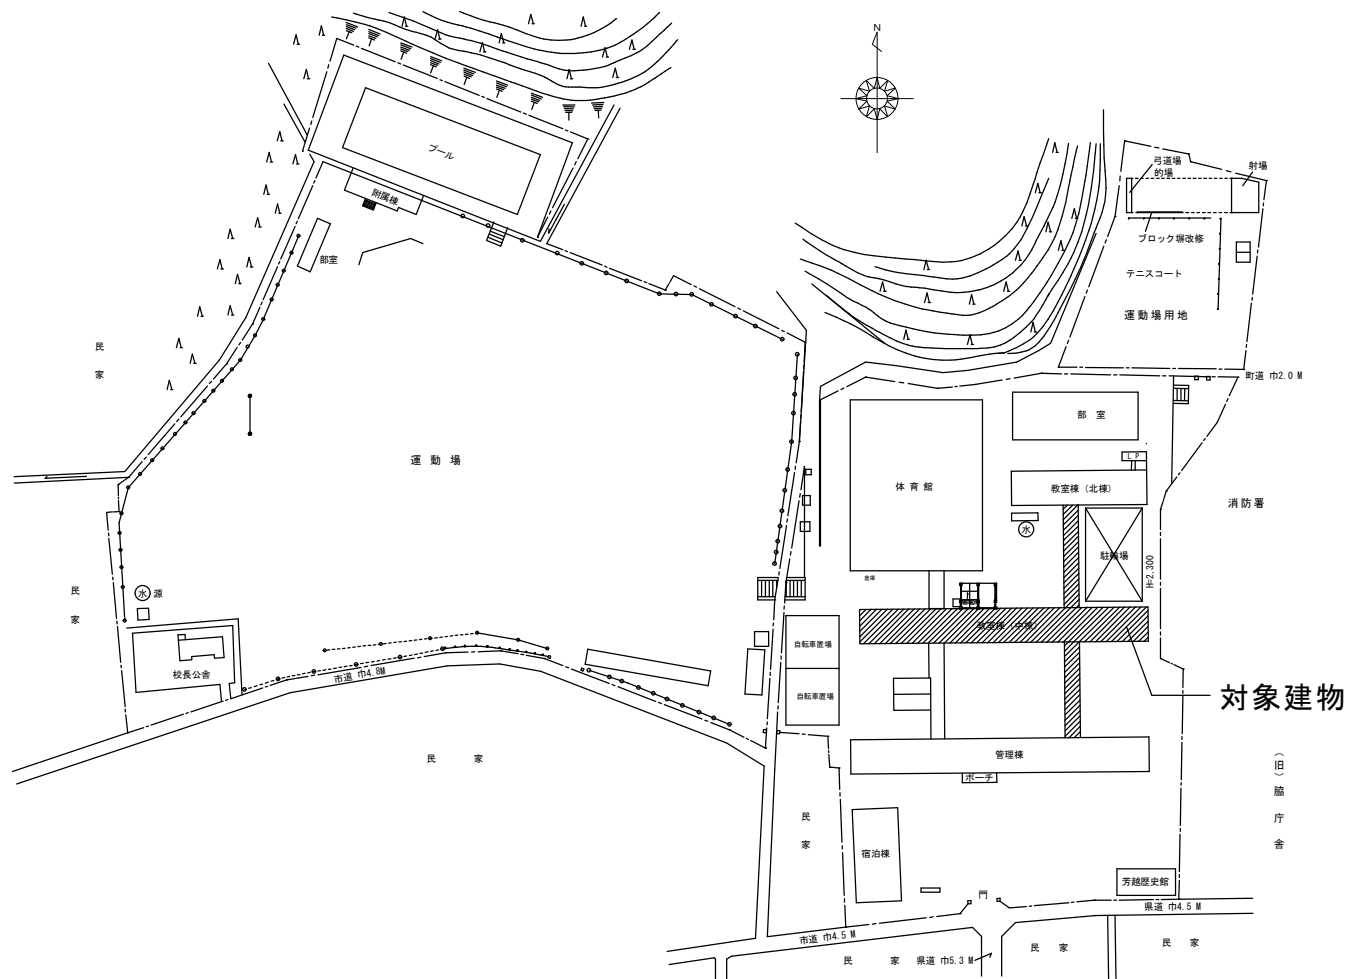 N
プール
附属棟
部室
弓道場
的場
射場
ブロック塀改修
テニスコート
運動場用地
町道 巾2.0 M
民
家
運 動 場
体 育 館
部 室
L P
教室棟（北棟）
水
消防署
駐輪場
H=2,300
倉庫
教室棟（中棟）
民
家
水 源
校長公舎
市道 巾4.8M
自転車置場
自転車置場
対象建物
民 家
管理棟
ポーチ
（旧）脇庁舎
民
家
宿泊棟
芳越歴史館
門
県道 巾4.5 M
市道 巾4.5 M
民 家
県道 巾5.3 M
民 家
民 家